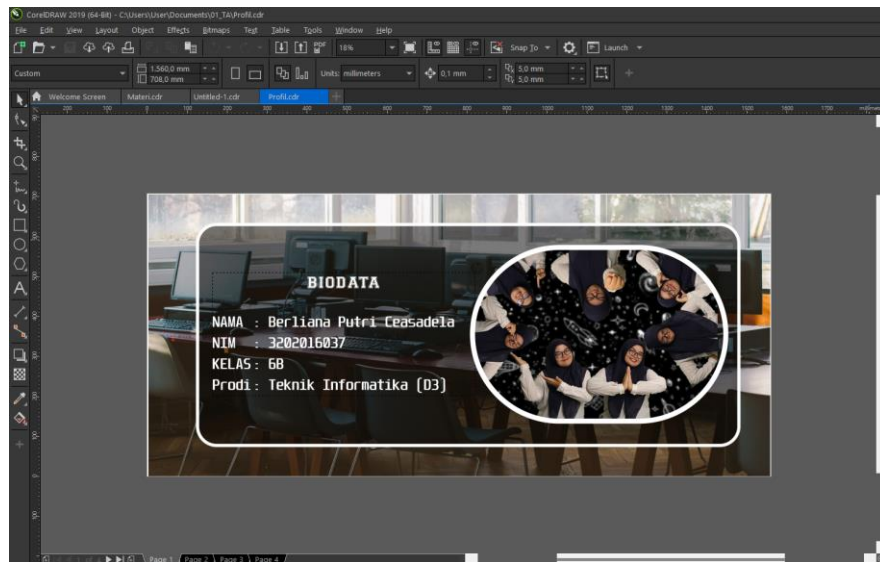 CorelDRAW 2019 (64-Bit) - C:\Users\User\Documents\01_TA\Profil.cdr
File Edit View Layout Object Effects Bitmaps Text Table Tools Window Help
18% Snap To Launch
Custom 1.560,0 mm 708,0 mm Units: millimeters 0,1 mm 5,0 mm 5,0 mm
Welcome Screen Materi.cdr Untitled-1.cdr Profil.cdr
BIODATA
NAMA : Berliana Putri Ceasadela
NIM : 3202016037
KELAS : 6B
Prodi : Teknik Informatika (D3)
Page 1 Page 2 Page 3 Page 4